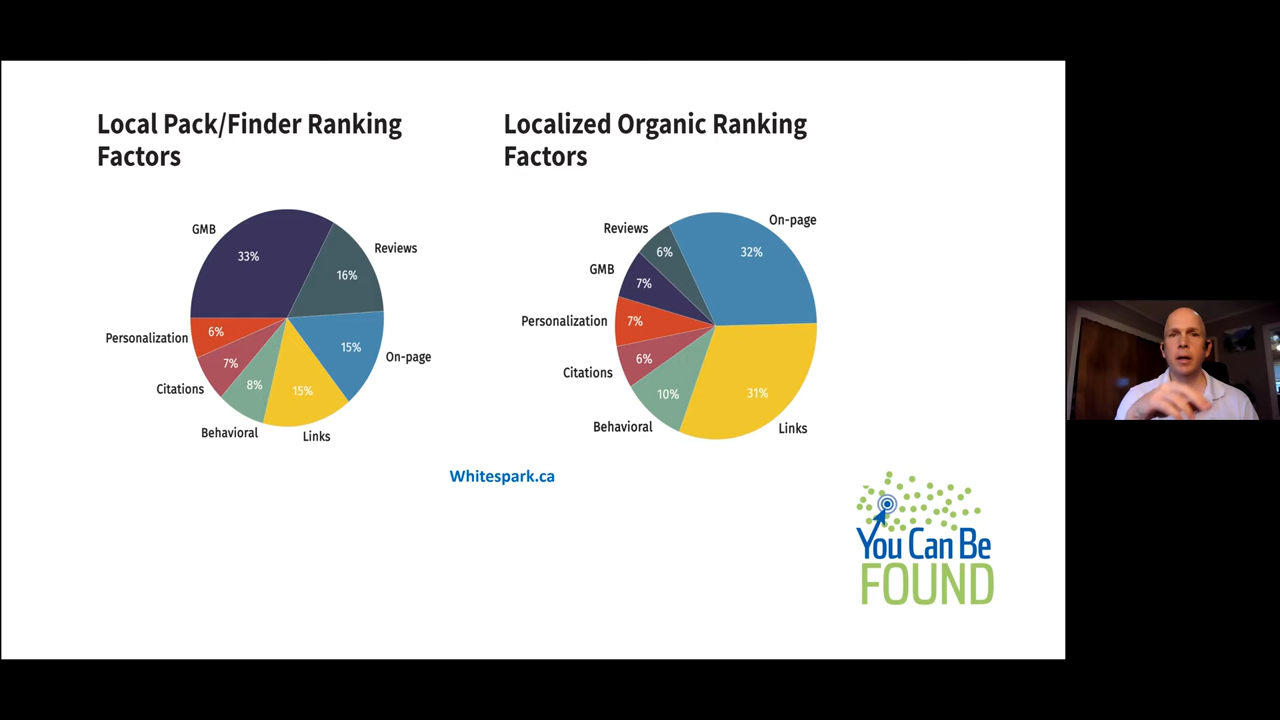 Local Pack/Finder Ranking
Factors
GMB
33%
Reviews
16%
On-page
15%
Links
15%
Behavioral
8%
Citations
7%
Personalization
6%
Localized Organic Ranking
Factors
On-page
32%
Links
31%
Behavioral
10%
Citations
6%
Personalization
7%
GMB
7%
Reviews
6%
Whitespark.ca
You Can Be
FOUND